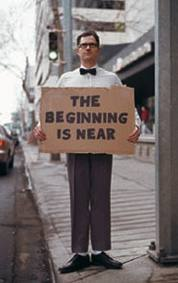 THE
BEGINNING
IS NEAR